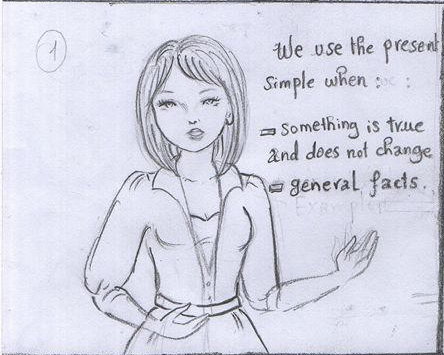 1
We use the present
simple when :
▭ something is true
and does not change
▭ general facts.